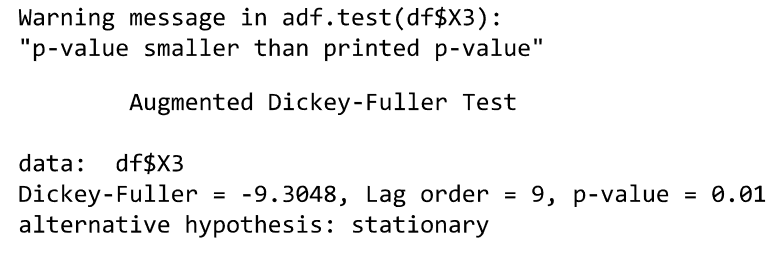 Warning message in adf.test(df$X3):
"p-value smaller than printed p-value"
Augmented Dickey-Fuller Test
data:  df$X3
Dickey-Fuller = -9.3048, Lag order = 9, p-value = 0.01
alternative hypothesis: stationary